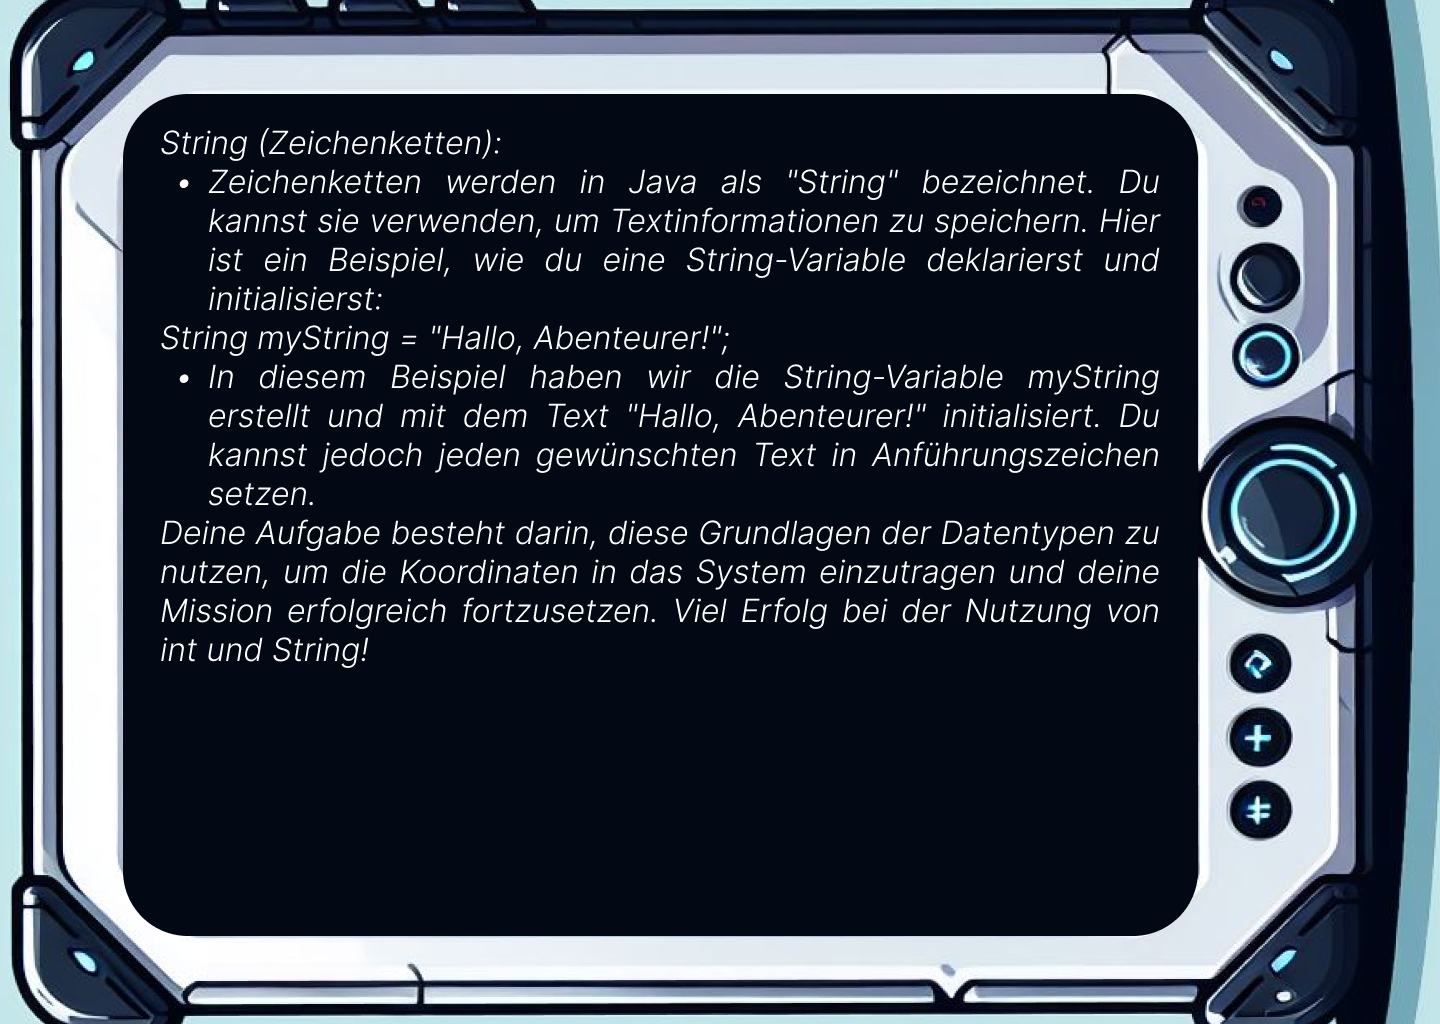 String (Zeichenketten):
• Zeichenketten werden in Java als "String" bezeichnet. Du
kannst sie verwenden, um Textinformationen zu speichern. Hier
ist ein Beispiel, wie du eine String-Variable deklarierst und
initialisierst:
String myString = "Hallo, Abenteurer!";
• In diesem Beispiel haben wir die String-Variable myString
erstellt und mit dem Text "Hallo, Abenteurer!" initialisiert. Du
kannst jedoch jeden gewünschten Text in Anführungszeichen
setzen.
Deine Aufgabe besteht darin, diese Grundlagen der Datentypen zu
nutzen, um die Koordinaten in das System einzutragen und deine
Mission erfolgreich fortzusetzen. Viel Erfolg bei der Nutzung von
int und String!